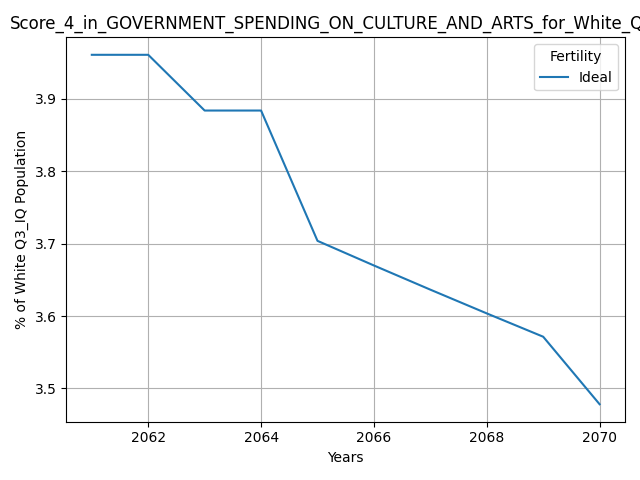 Score_4_in_GOVERNMENT_SPENDING_ON_CULTURE_AND_ARTS_for_White_Q
Fertility
Ideal
3.9
3.8
3.7
3.6
3.5
% of White Q3_IQ Population
2062 2064 2066 2068 2070
Years